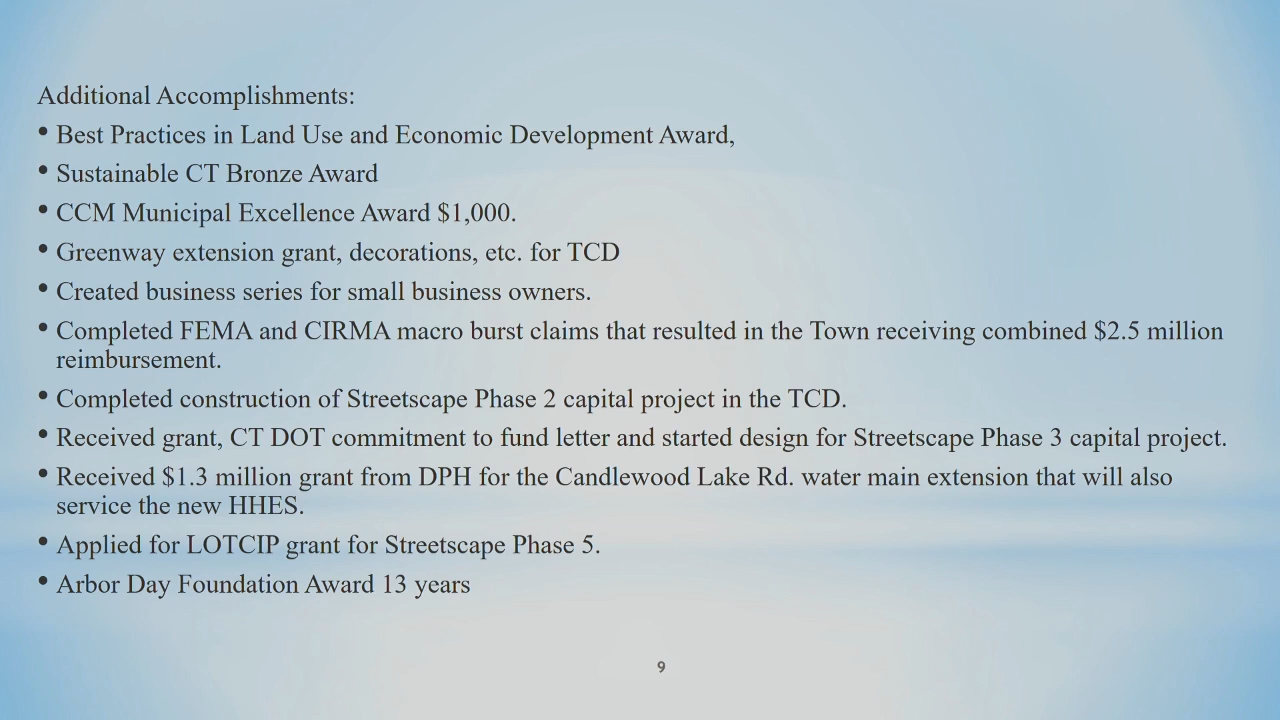 Additional Accomplishments:
• Best Practices in Land Use and Economic Development Award,
• Sustainable CT Bronze Award
• CCM Municipal Excellence Award $1,000.
• Greenway extension grant, decorations, etc. for TCD
• Created business series for small business owners.
• Completed FEMA and CIRMA macro burst claims that resulted in the Town receiving combined $2.5 million
reimbursement.
• Completed construction of Streetscape Phase 2 capital project in the TCD.
• Received grant, CT DOT commitment to fund letter and started design for Streetscape Phase 3 capital project.
• Received $1.3 million grant from DPH for the Candlewood Lake Rd. water main extension that will also
service the new HHES.
• Applied for LOTCIP grant for Streetscape Phase 5.
• Arbor Day Foundation Award 13 years
9